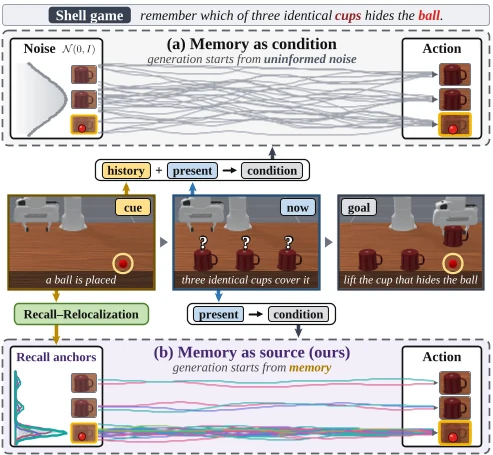 Shell game remember which of three identical cups hides the ball.
(a) Memory as condition
generation starts from uninformed noise
Noise N(0, I)
Action
history + present → condition
cue
now
goal
? ? ?
a ball is placed
three identical cups cover it
lift the cup that hides the ball
Recall–Relocalization
present → condition
Recall anchors
(b) Memory as source (ours)
generation starts from memory
Action